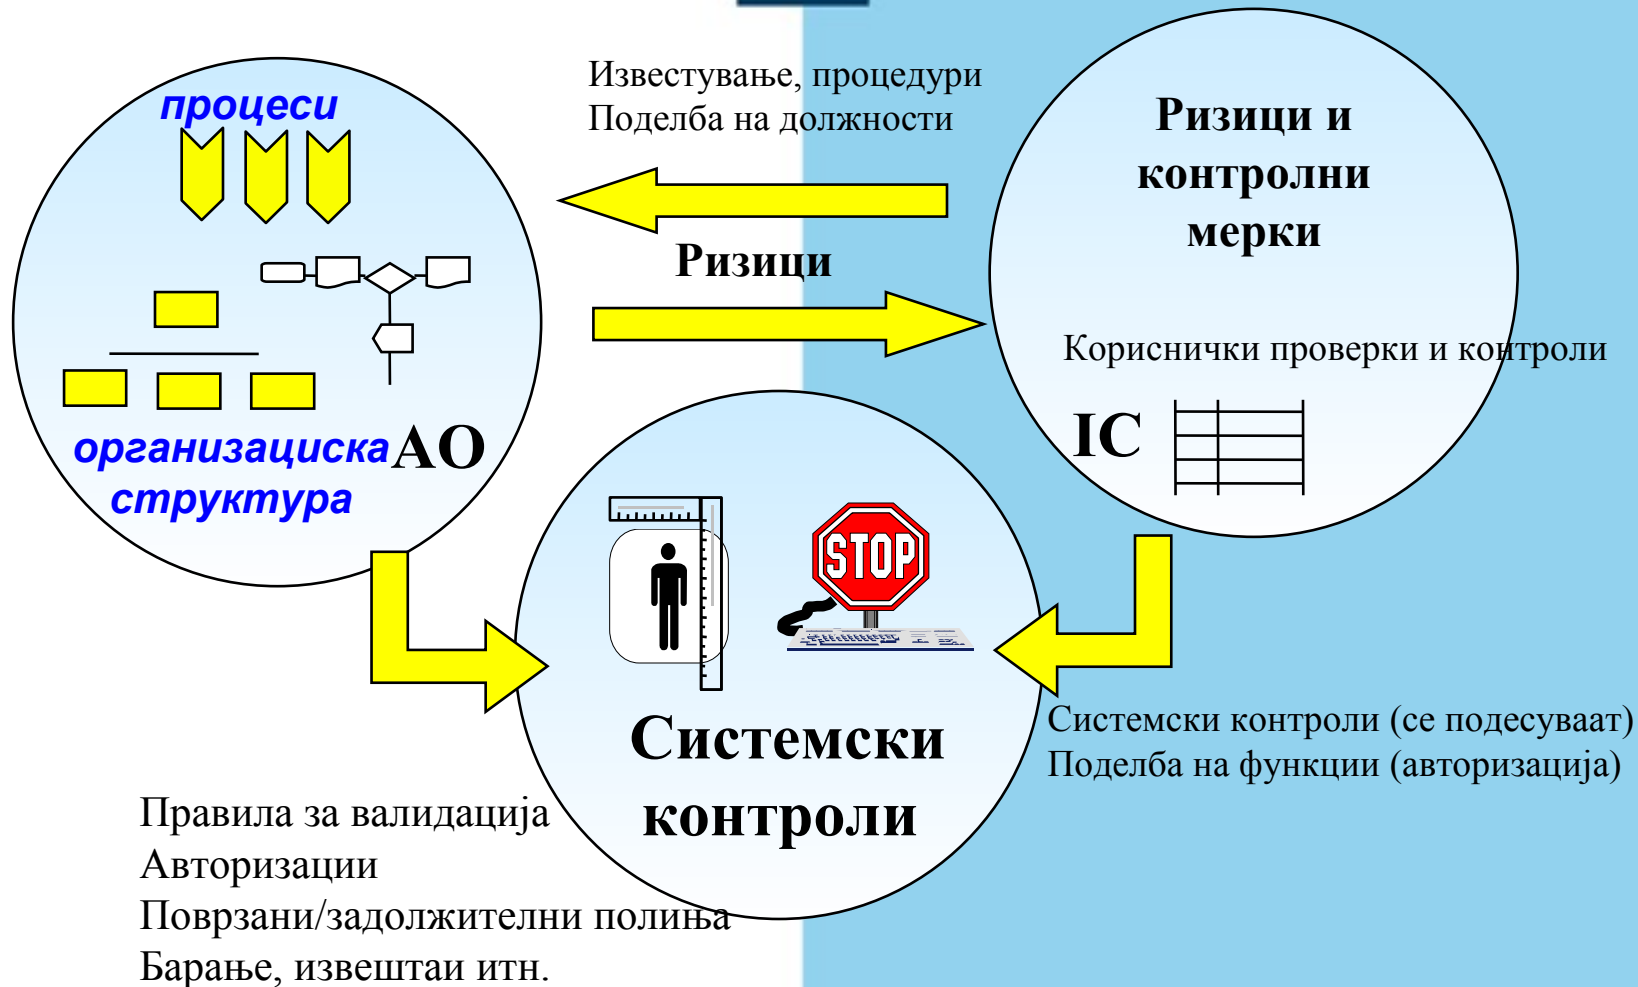 процеси
Известување, процедури
Поделба на должности
Ризици и
контролни
мерки
Ризици
Кориснички проверки и контроли
организациска
структура
АО
IC
STOP
Системски
контроли
Системски контроли (се подесуваат)
Поделба на функции (авторизација)
Правила за валидација
Авторизации
Поврзани/задолжителни полиња
Барање, извештаи итн.